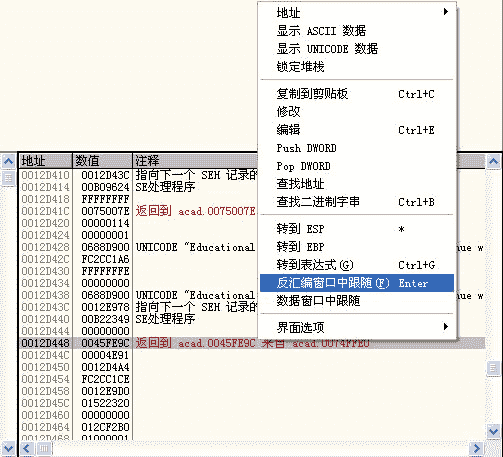 地址
显示 ASCII 数据
显示 UNICODE 数据
锁定堆栈
复制到剪贴板 Ctrl+C
修改
编辑 Ctrl+E
Push DWORD
Pop DWORD
查找地址
查找二进制字串 Ctrl+B
转到 ESP *
转到 EBP
转到表达式(G) Ctrl+G
反汇编窗口中跟随(F) Enter
数据窗口中跟随
界面选项
地址 数值 注释
0012D410 0012D43C 指向下一个 SEH 记录的
0012D414 00B09624 SE处理程序
0012D418 FFFFFFFF
0012D41C 0075007E 返回到 acad.0075007E
0012D420 00000114
0012D424 00000001
0012D428 0688D900 UNICODE "Educational nue w
0012D42C FC2CC1A6
0012D430 FFFFFFFE
0012D434 00000000
0012D438 0688D900 UNICODE "Educational nue w
0012D43C 0012E978 指向下一个 SEH 记录的
0012D440 00B22349 SE处理程序
0012D444 00000000
0012D448 0045FE9C 返回到 acad.0045FE9C 来自 acad.0074FFE0
0012D44C 00004E91
0012D450 0012D4A4
0012D454 FC2CC1CE
0012D458 0012E9D0
0012D45C 01522320
0012D460 00000000
0012D464 012CF2B0
0012D468 01000001